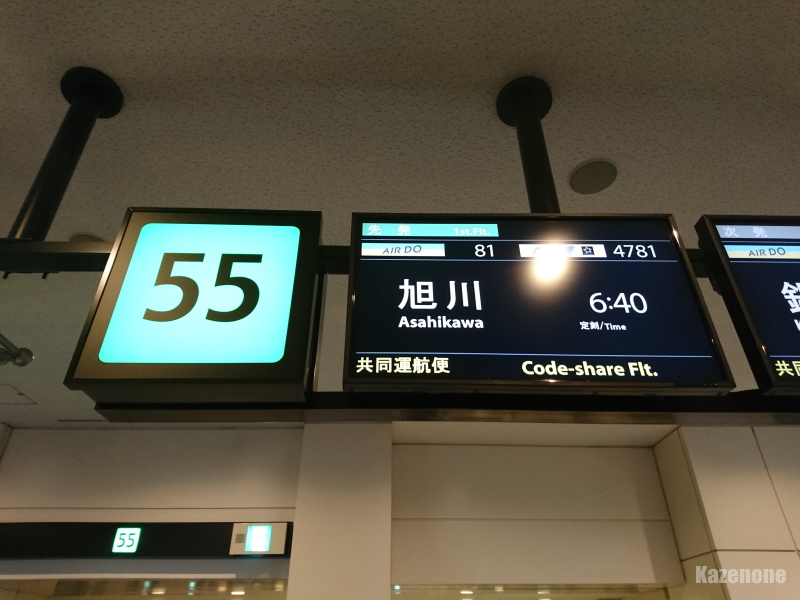 55
先発 1st.Flt.
AIR DO 81 4781
旭川
Asahikawa
6:40
定刻/Time
共同運航便 Code-share Flt.
次発
AIR DO
55
Kazenone